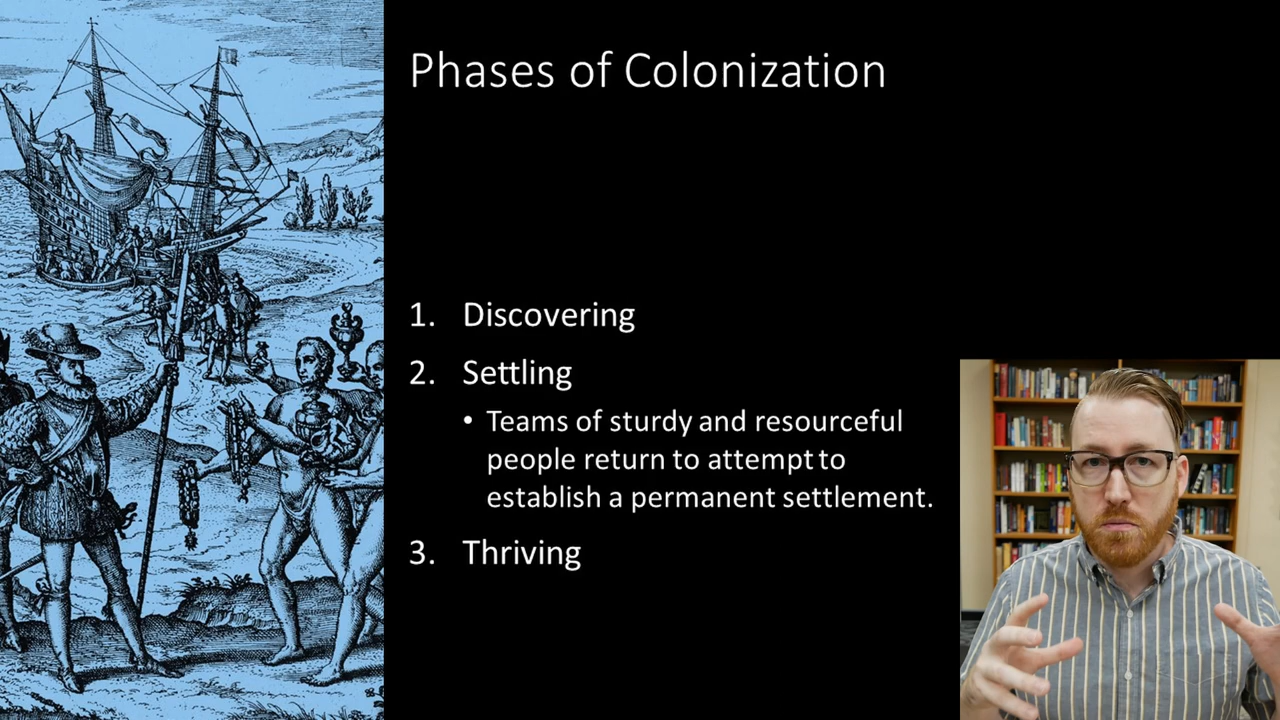 Phases of Colonization
1. Discovering
2. Settling
• Teams of sturdy and resourceful
people return to attempt to
establish a permanent settlement.
3. Thriving